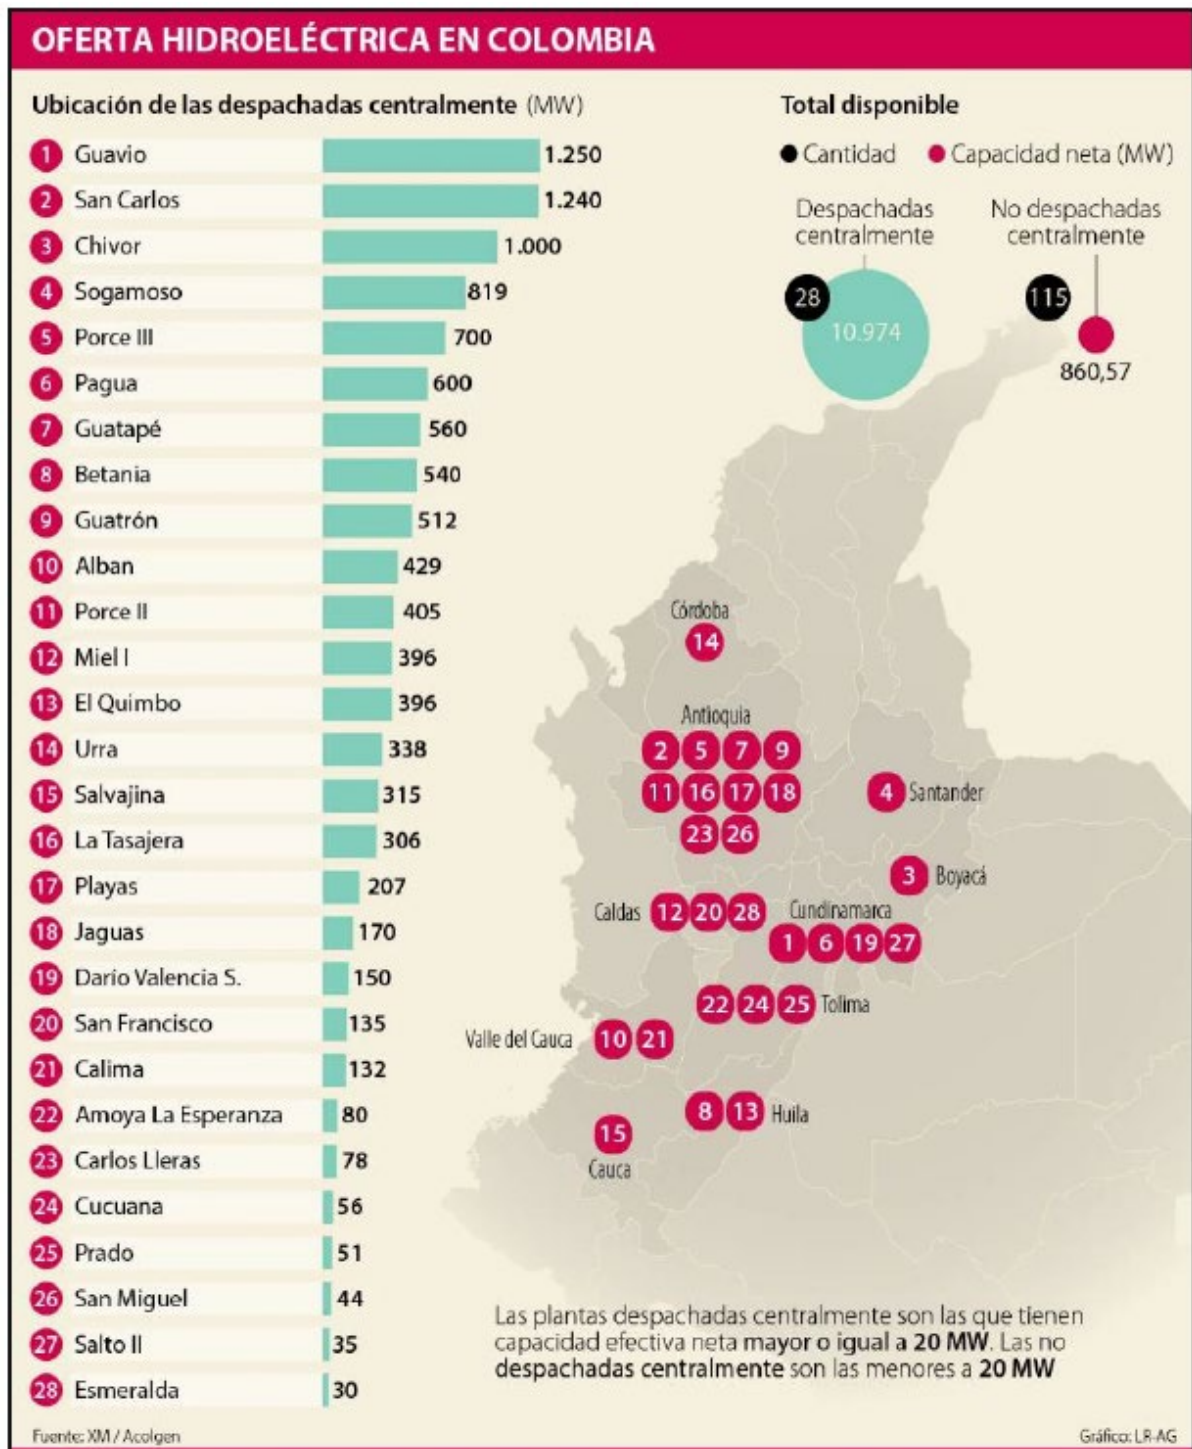 OFERTA HIDROELÉCTRICA EN COLOMBIA
Ubicación de las despachadas centralmente (MW)
1 Guavio 1.250
2 San Carlos 1.240
3 Chivor 1.000
4 Sogamoso 819
5 Porce III 700
6 Pagua 600
7 Guatapé 560
8 Betania 540
9 Guatrón 512
10 Alban 429
11 Porce II 405
12 Miel I 396
13 El Quimbo 396
14 Urra 338
15 Salvajina 315
16 La Tasajera 306
17 Playas 207
18 Jaguas 170
19 Darío Valencia S. 150
20 San Francisco 135
21 Calima 132
22 Amoya La Esperanza 80
23 Carlos Lleras 78
24 Cucuana 56
25 Prado 51
26 San Miguel 44
27 Salto II 35
28 Esmeralda 30
Total disponible
Cantidad Capacidad neta (MW)
Despachadas
centralmente
28
10.974
No despachadas
centralmente
115
860,57
Córdoba
14
Antioquia
2 5 7 9
11 16 17 18
23 26
4 Santander
3 Boyacá
Caldas 12 20 28
Cundinamarca
1 6 19 27
22 24 25 Tolima
Valle del Cauca 10 21
8 13 Huila
15
Cauca
Las plantas despachadas centralmente son las que tienen
capacidad efectiva neta mayor o igual a 20 MW. Las no
despachadas centralmente son las menores a 20 MW
Fuente: XM / Acolgen
Gráfico: LR-AG